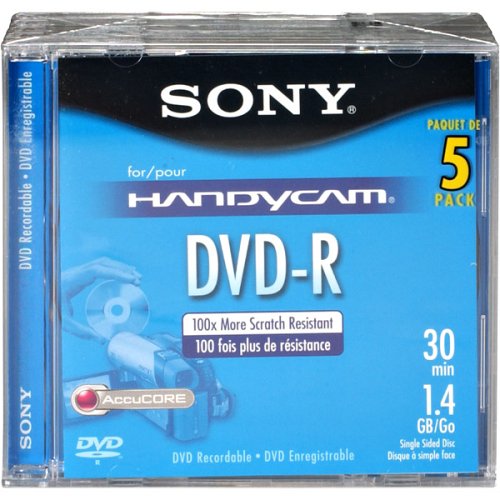 SONY®
PAQUET DE
5
PACK
for/pour
HANDYCAM®
DVD-R
100x More Scratch Resistant
100 fois plus de résistance
30
min
1.4
GB/Go
Single Sided Disc
Disque à simple face
AccuCORE
DVD
R
DVD Recordable • DVD Enregistrable
SONY
DVD Recordable • DVD Enregistrable